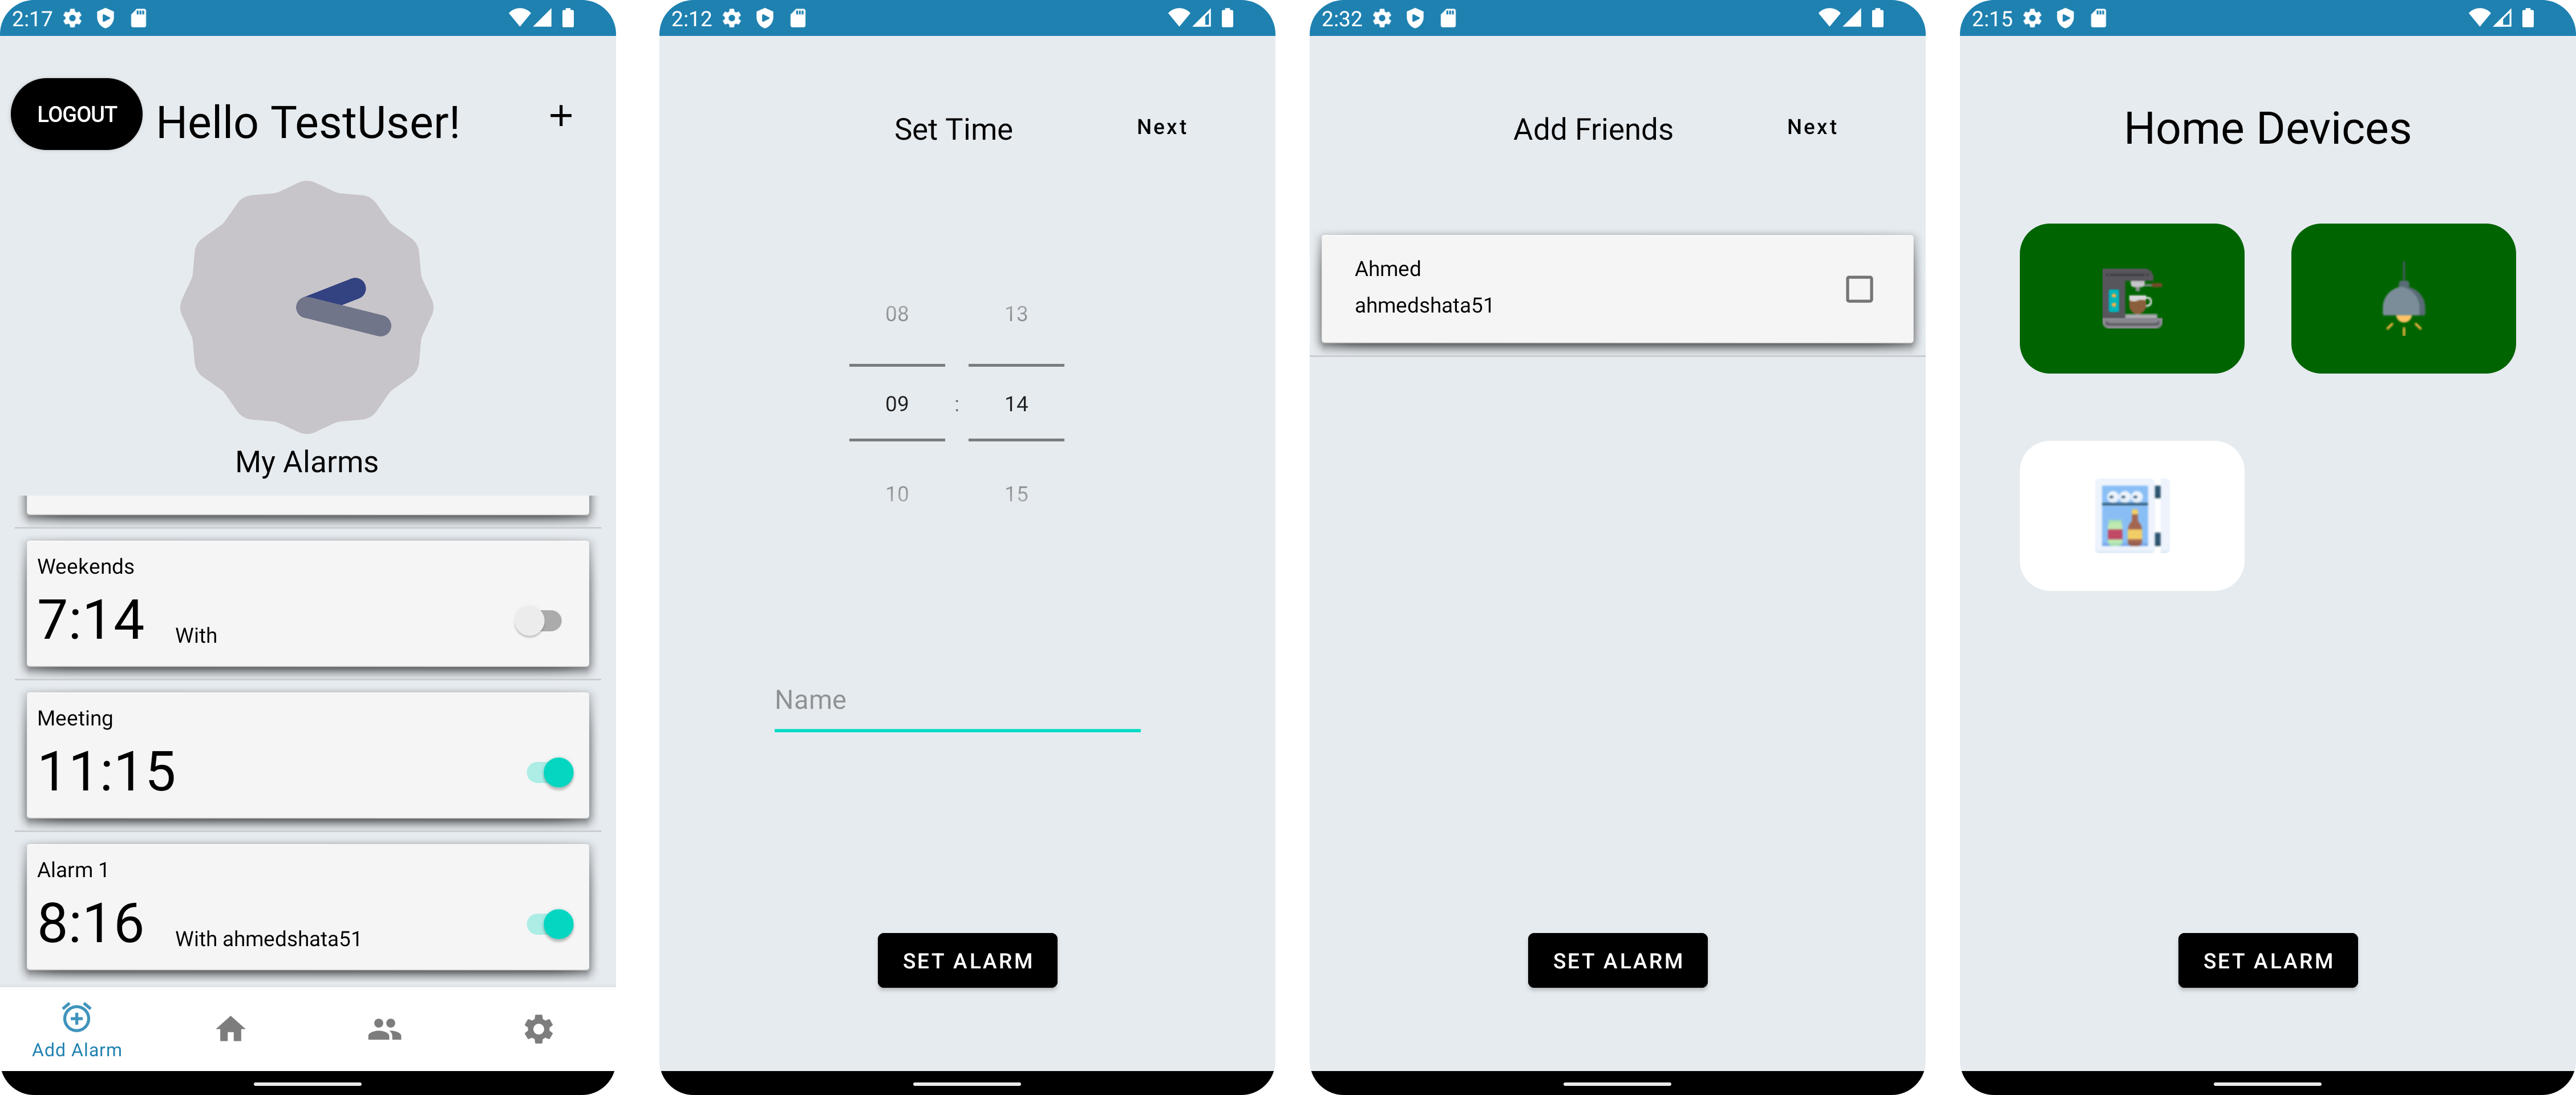 2:17
LOGOUT
Hello TestUser!
+
My Alarms
Weekends
7:14
With
Meeting
11:15
Alarm 1
8:16
With ahmedshata51
Add Alarm
2:12
Set Time
Next
08 13
09 : 14
10 15
Name
SET ALARM
2:32
Add Friends
Next
Ahmed
ahmedshata51
SET ALARM
2:15
Home Devices
SET ALARM